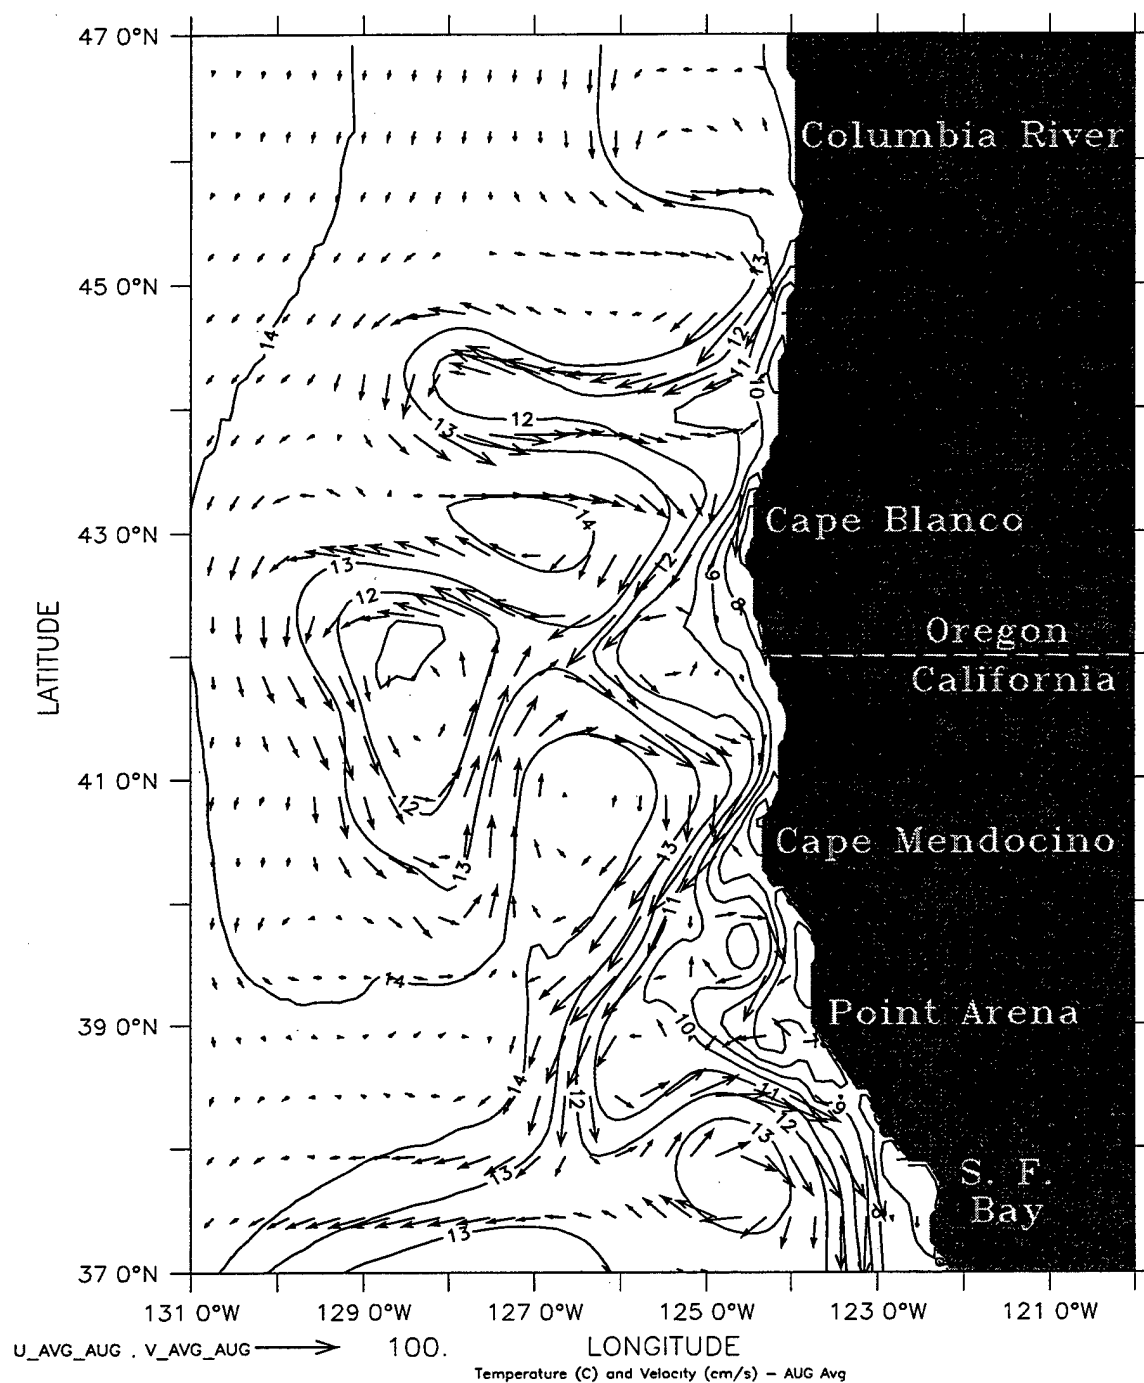 47 0°N
Columbia River
13
45 0°N
14
12
11
10
12
13
14
Cape Blanco
43 0°N
13
12
9
12
8
Oregon
California
LATITUDE
41 0°N
12
Cape Mendocino
13
13
11
14
Point Arena
39 0°N
10
14
12
11
9
12
13
S. F.
Bay
13
13
37 0°N
131 0°W 129 0°W 127 0°W 125 0°W 123 0°W 121 0°W
U_AVG_AUG , V_AVG_AUG 100. LONGITUDE
Temperature (C) and Velocity (cm/s) – AUG Avg